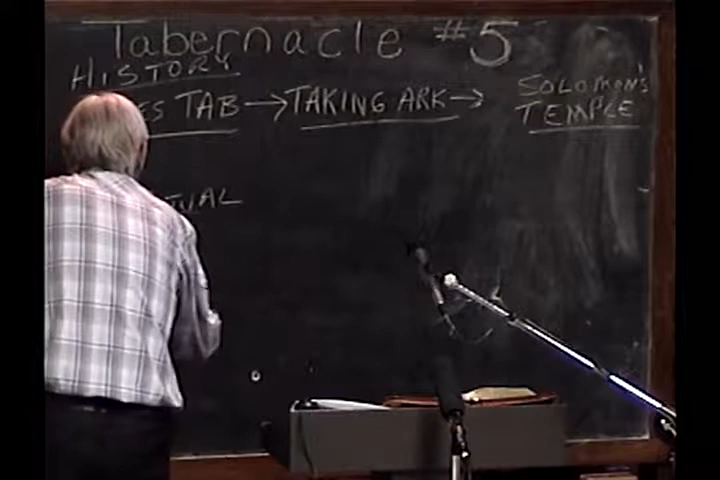 Tabernacle #5
HISTORY
TAB → TAKING ARK → SOLOMON'S
TEMPLE